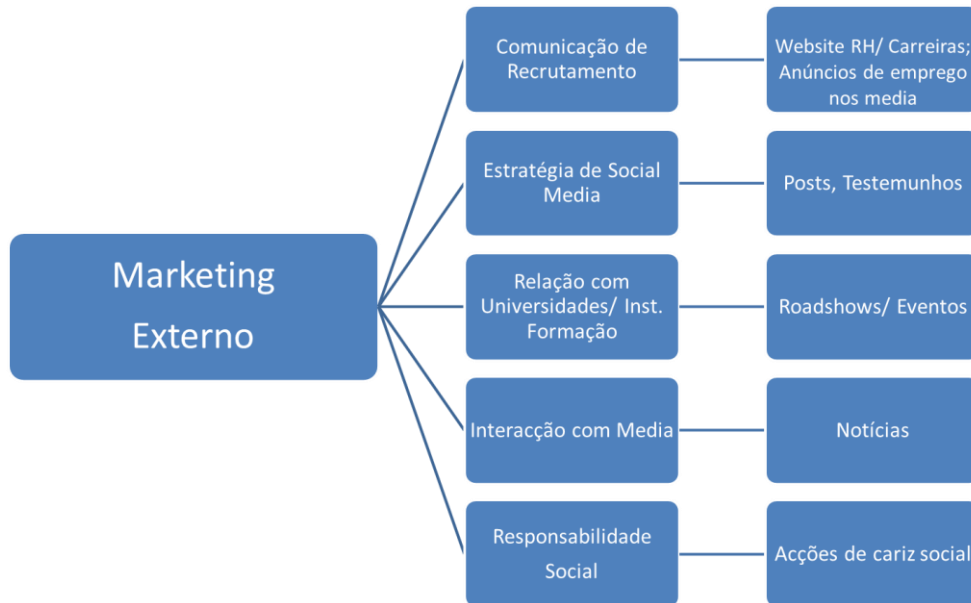 Marketing
Externo
Comunicação de
Recrutamento
Website RH/ Carreiras;
Anúncios de emprego
nos media
Estratégia de Social
Media
Posts, Testemunhos
Relação com
Universidades/ Inst.
Formação
Roadshows/ Eventos
Interacção com Media
Notícias
Responsabilidade
Social
Acções de cariz social